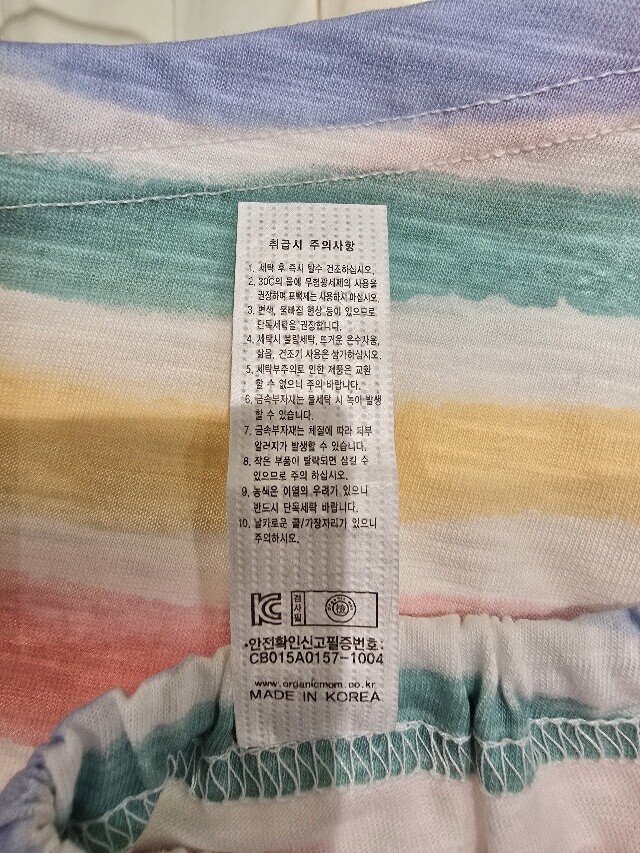 취급시 주의사항
1. 세탁 후 즉시 탈수 건조하십시오.
2. 30℃의 물에 무형광세제의 사용을
권장하며 표백제는 사용하지 마십시오.
3. 변색, 물빠짐 현상 등이 있으므로
단독세탁을 권장합니다.
4. 세탁시 불림세탁, 뜨거운 온수사용,
삶음, 건조기 사용은 삼가하십시오.
5. 세탁부주의로 인한 제품은 교환
할 수 없으니 주의 바랍니다.
6. 금속부자재는 물세탁 시 녹이 발생
할 수 있습니다.
7. 금속부자재는 체질에 따라 피부
알러지가 발생할 수 있습니다.
8. 작은 부품이 탈락되면 삼킬 수
있으므로 주의 하십시오.
9. 농색은 이염의 우려가 있으니
반드시 단독세탁 바랍니다.
10. 날카로운 끝/가장자리가 있으니
주의하시오.
KC 검사필 檢
•안전확인신고필증번호:
CB015A0157-1004
www.organicmom.co.kr
MADE IN KOREA